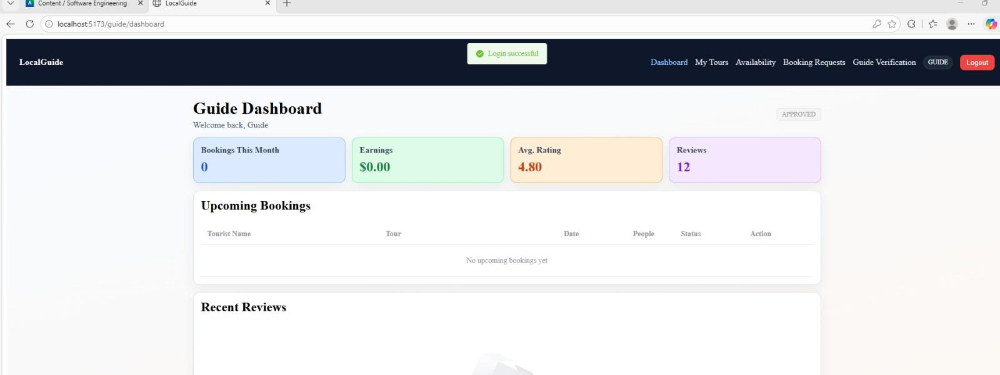 Content / Software Engineering
LocalGuide
localhost:5173/guide/dashboard
LocalGuide
Login successful
Dashboard My Tours Availability Booking Requests Guide Verification GUIDE Logout
Guide Dashboard
Welcome back, Guide
APPROVED
Bookings This Month
0
Earnings
$0.00
Avg. Rating
4.80
Reviews
12
Upcoming Bookings
Tourist Name Tour Date People Status Action
No upcoming bookings yet
Recent Reviews